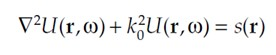 ∇²U(r,ω) + k₀²U(r,ω) = s(r)